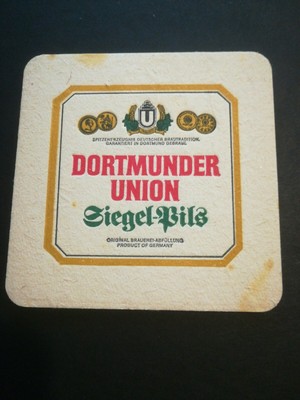 U
SPITZENERZEUGNIS DEUTSCHER BRAUTRADITION.
GARANTIERT IN DORTMUND GEBRAUT.
DORTMUNDER
UNION
Siegel-Pils
ORIGINAL BRAUEREI-ABFÜLLUNG
PRODUCT OF GERMANY